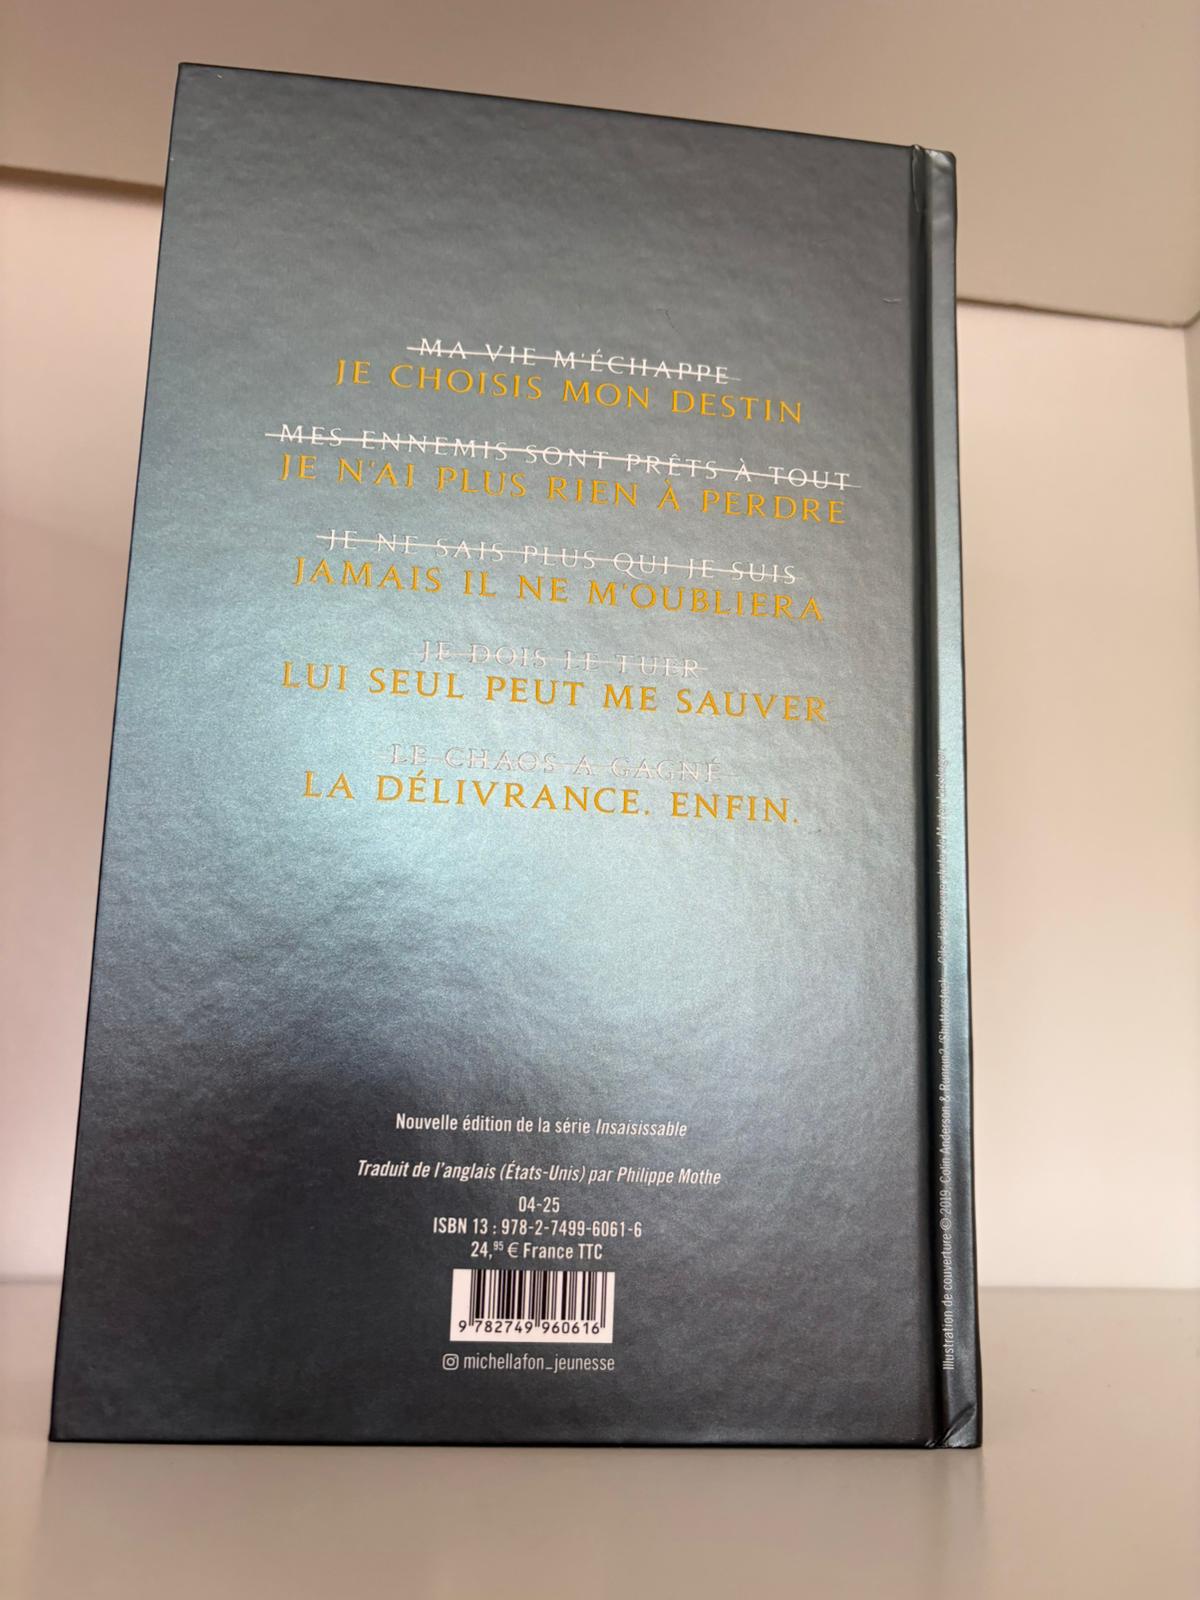 MA VIE M'ÉCHAPPE
JE CHOISIS MON DESTIN
MES ENNEMIS SONT PRÊTS À TOUT
JE N'AI PLUS RIEN À PERDRE
JE NE SAIS PLUS QUI JE SUIS
JAMAIS IL NE M'OUBLIERA
JE DOIS LE TUER
LUI SEUL PEUT ME SAUVER
LE CHAOS A GAGNÉ
LA DÉLIVRANCE. ENFIN.
Nouvelle édition de la série Insaisissable
Traduit de l'anglais (États-Unis) par Philippe Mothe
04-25
ISBN 13 : 978-2-7499-6061-6
24,95 € France TTC
9 782749 960616
michellafon_jeunesse
Illustration de couverture © 2019. Colin Anderson & Shutterstock